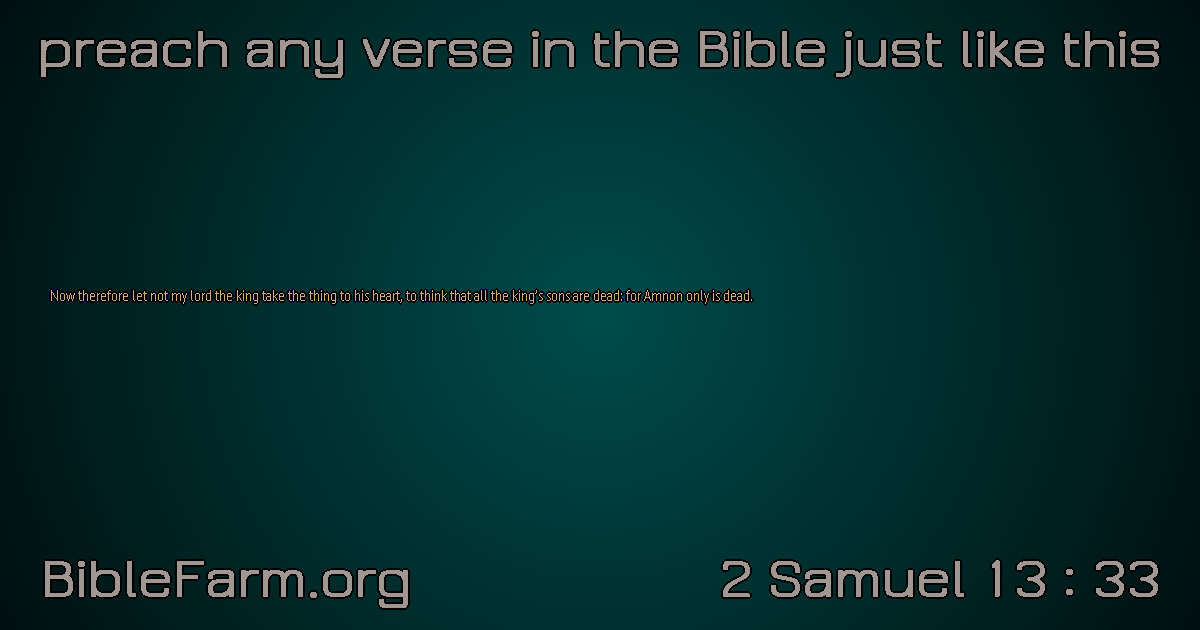 preach any verse in the Bible just like this
Now therefore let not my lord the king take the thing to his heart, to think that all the king's sons are dead: for Amnon only is dead.
BibleFarm.org
2 Samuel 13 : 33